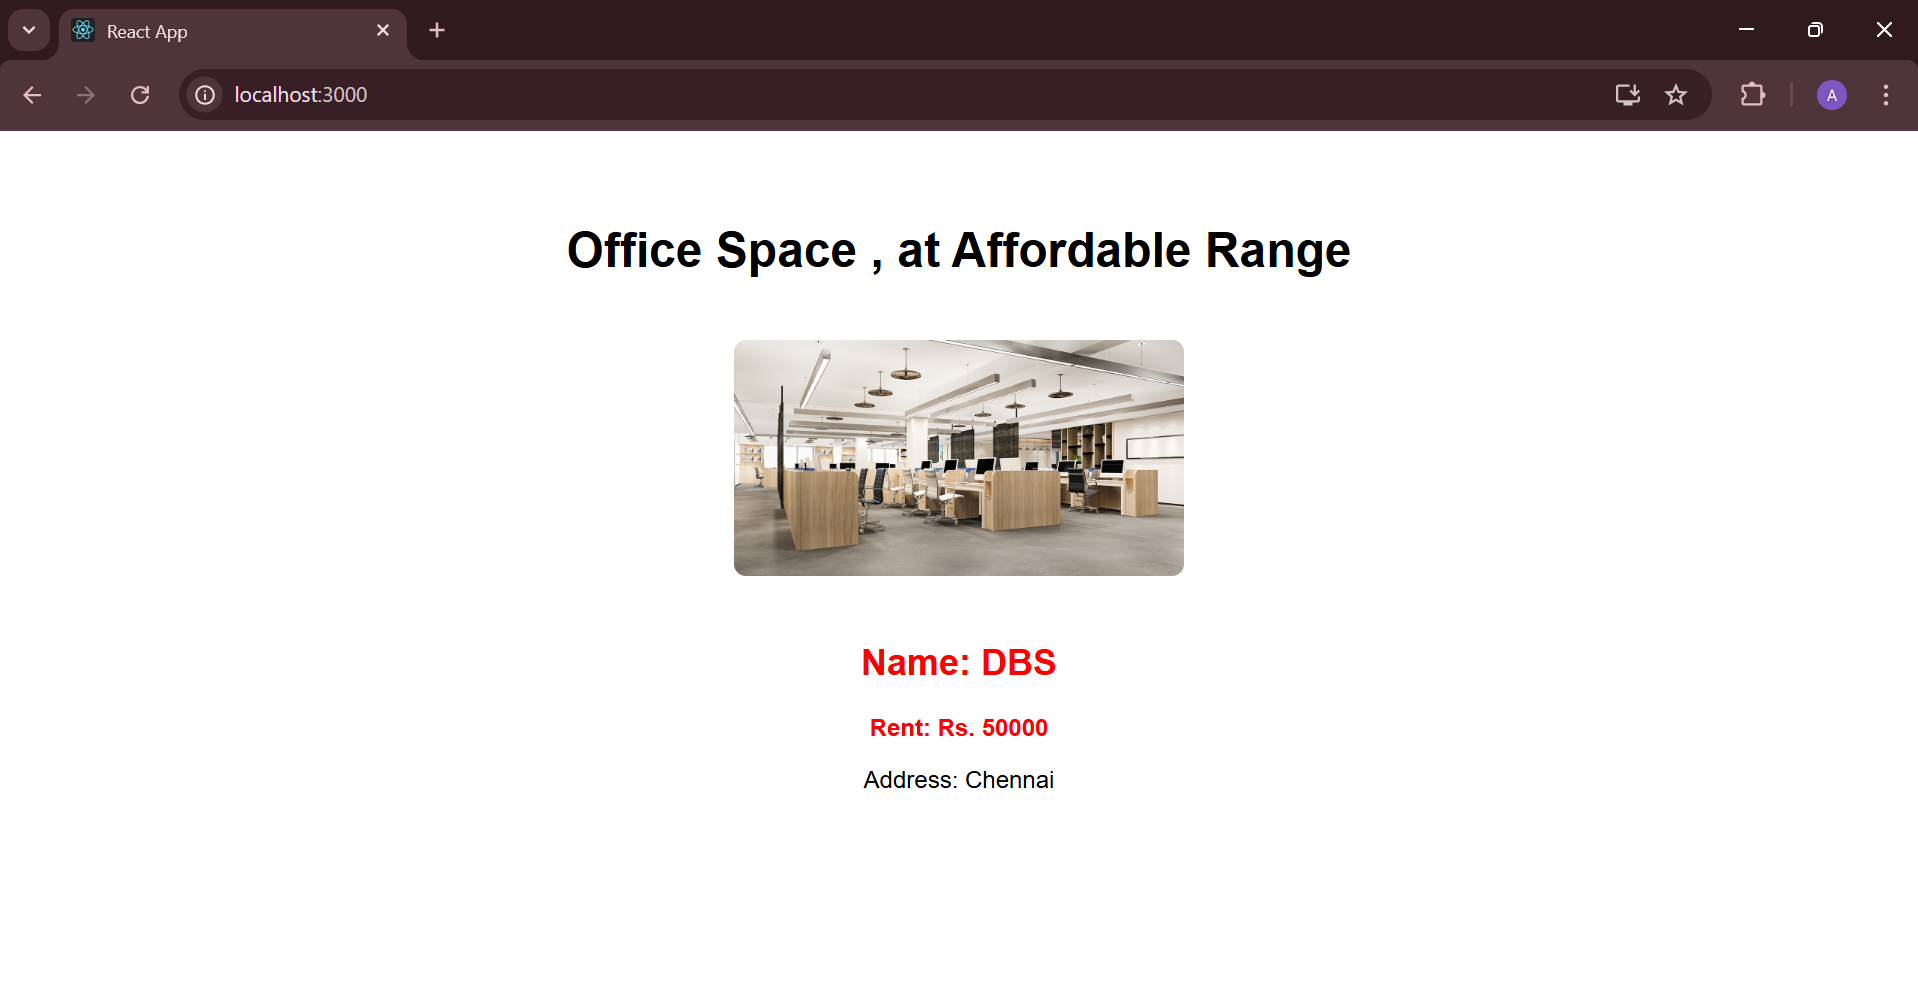 React App
localhost:3000
A
Office Space , at Affordable Range
Name: DBS
Rent: Rs. 50000
Address: Chennai